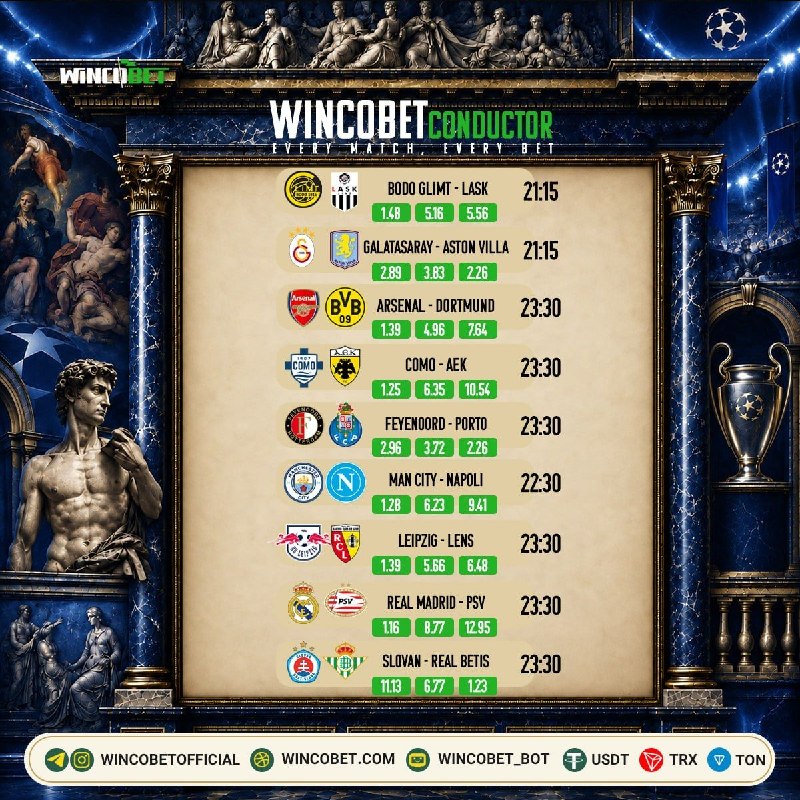 WINCOBET
WINCOBET CONDUCTOR
EVERY MATCH, EVERY BET
BODO GLIMT - LASK 21:15
1.48 5.16 5.56
GALATASARAY - ASTON VILLA 21:15
2.89 3.83 2.26
ARSENAL - DORTMUND 23:30
1.39 4.96 7.64
COMO - AEK 23:30
1.25 6.35 10.54
FEYENOORD - PORTO 23:30
2.96 3.72 2.26
MAN CITY - NAPOLI 22:30
1.28 6.23 9.41
LEIPZIG - LENS 23:30
1.39 5.66 6.48
REAL MADRID - PSV 23:30
1.16 8.77 12.95
SLOVAN - REAL BETIS 23:30
11.13 6.77 1.23
WINCOBETOFFICIAL WINCOBET.COM WINCOBET_BOT USDT TRX TON